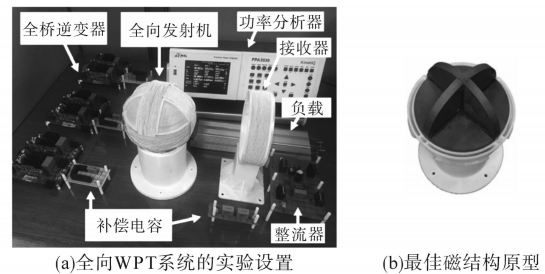 全桥逆变器
全向发射机
功率分析器
接收器
PPA5530
负载
补偿电容
整流器
(a)全向WPT系统的实验设置
(b)最佳磁结构原型